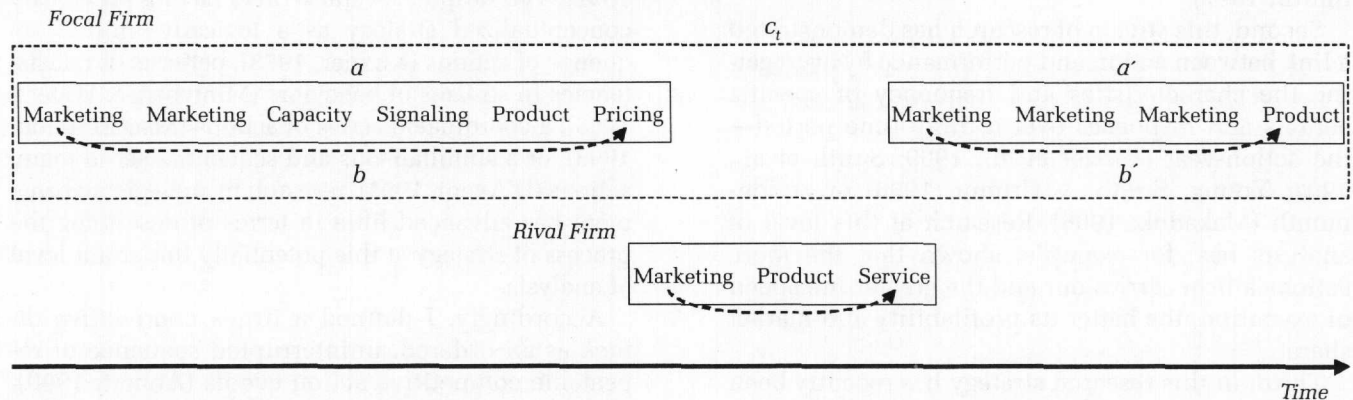 Focal Firm
c_t
a
a'
Marketing Marketing Capacity Signaling Product Pricing
Marketing Marketing Marketing Product
b
b'
Rival Firm
Marketing Product Service
Time